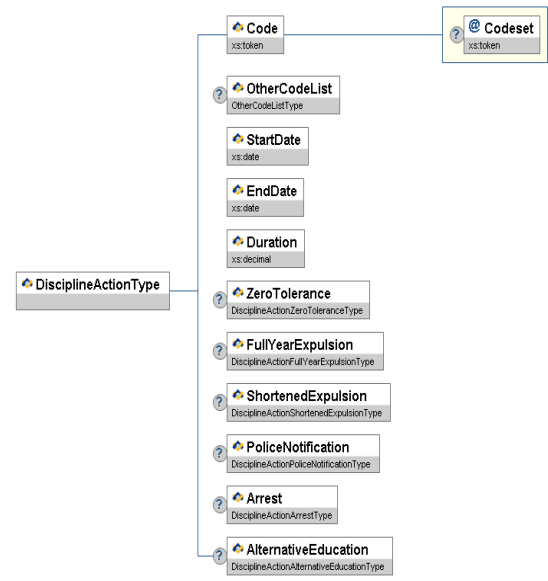 Code
xs:token
? @ Codeset
xs:token
? OtherCodeList
OtherCodeListType
StartDate
xs:date
EndDate
xs:date
Duration
xs:decimal
DisciplineActionType
? ZeroTolerance
DisciplineActionZeroToleranceType
? FullYearExpulsion
DisciplineActionFullYearExpulsionType
? ShortenedExpulsion
DisciplineActionShortenedExpulsionType
? PoliceNotification
DisciplineActionPoliceNotificationType
? Arrest
DisciplineActionArrestType
? AlternativeEducation
DisciplineActionAlternativeEducationType